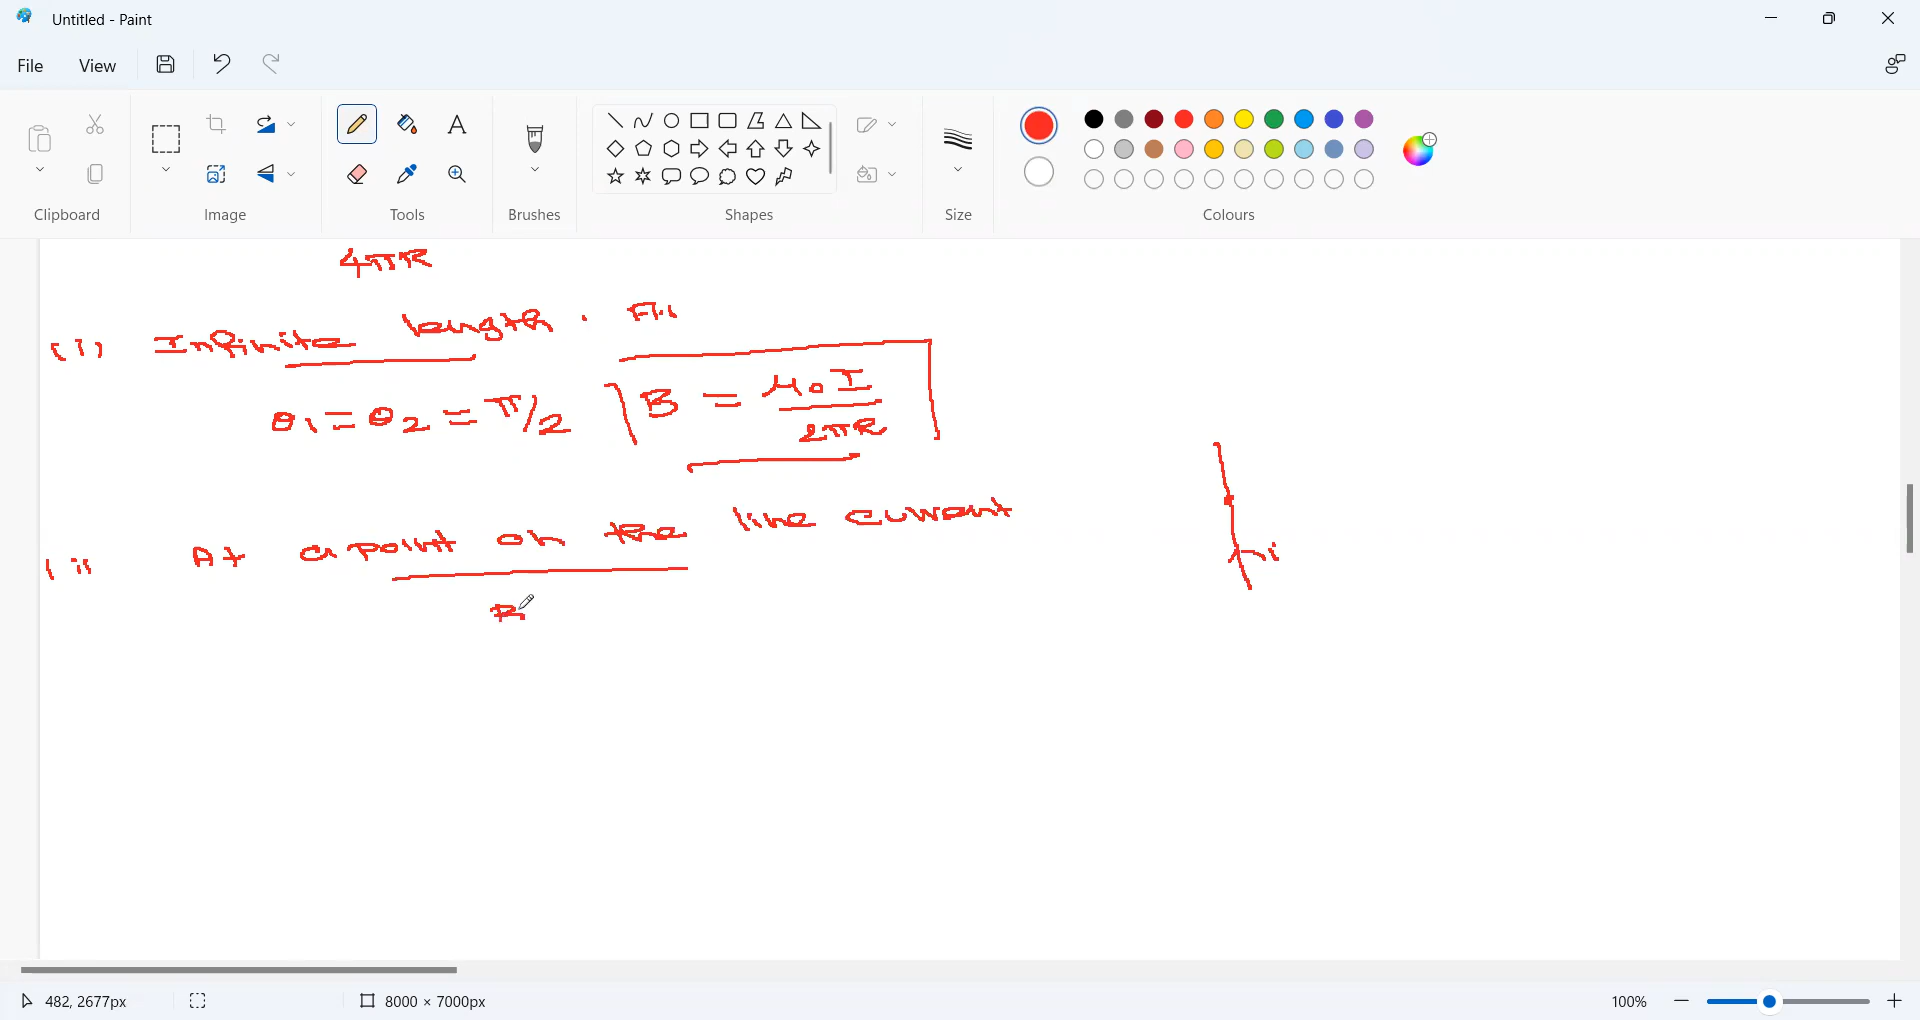 Untitled - Paint
File View
Clipboard Image Tools Brushes Shapes Size Colours
4πR
(i) Infinite length .
θ1 = θ2 = π/2 B = μ0I
2πR
(ii At a point on the line current
i
482, 2677px 8000 × 7000px 100%